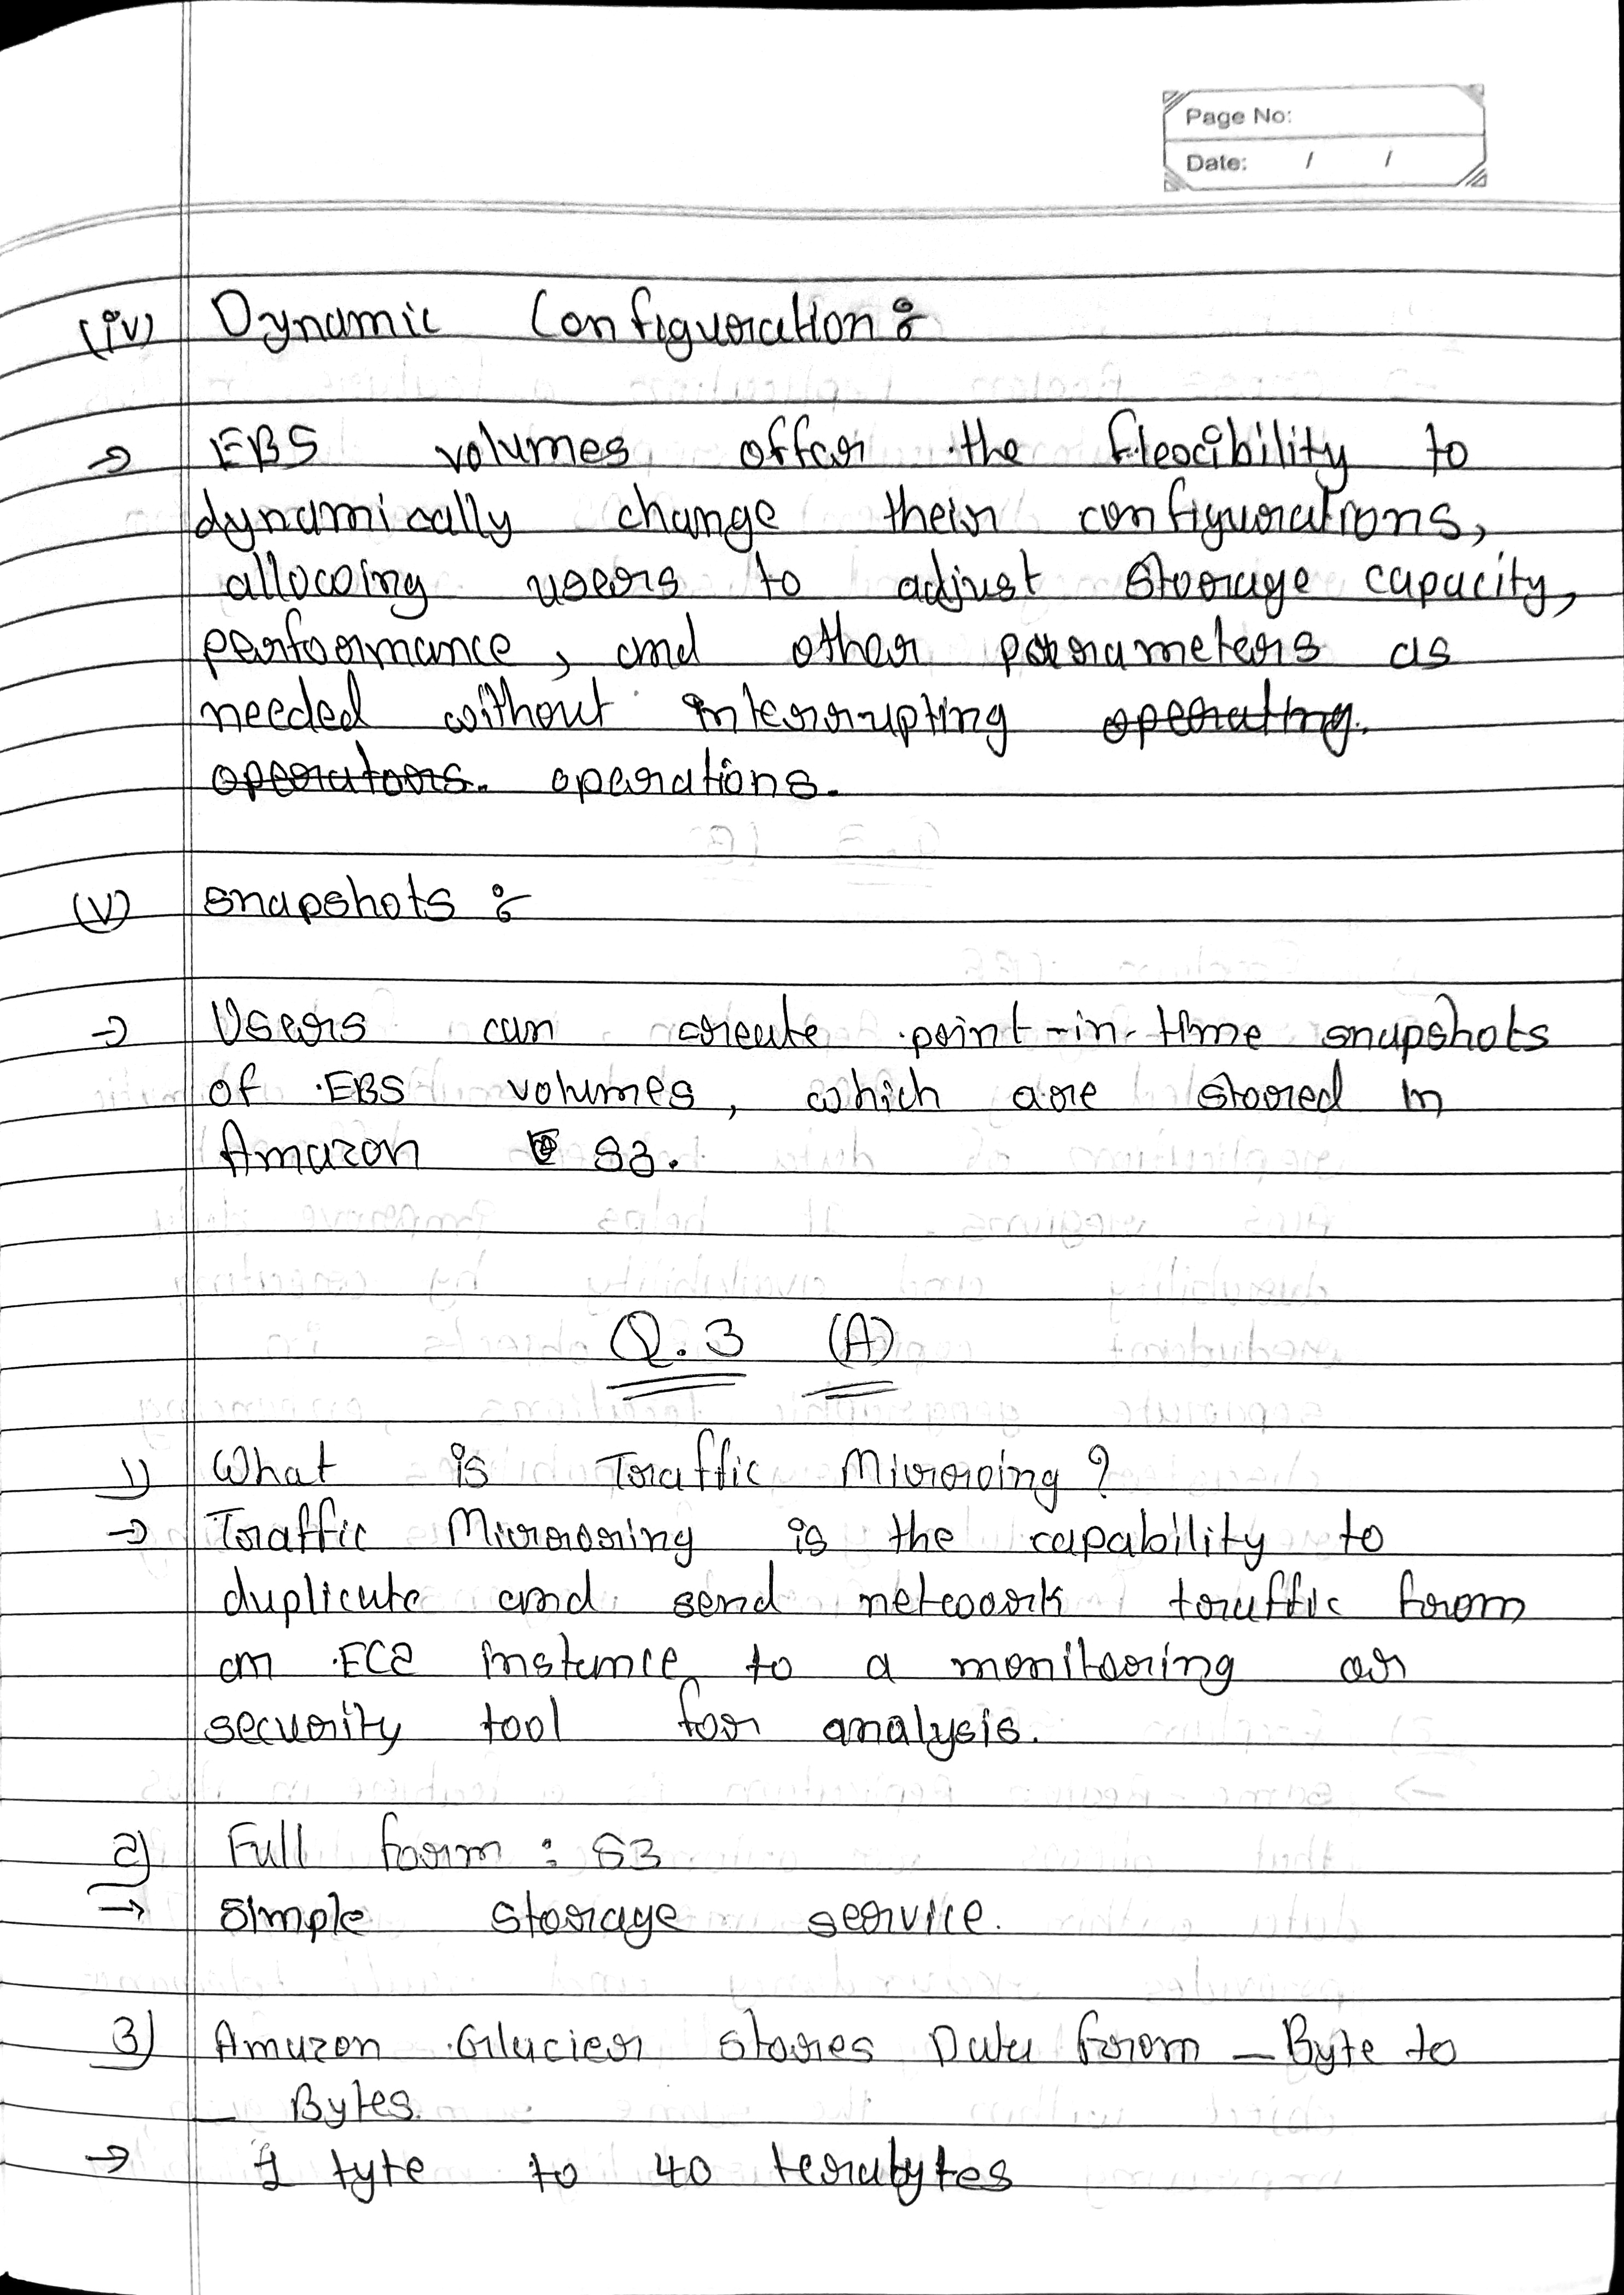 Page No:
Date: / /
(iv) Dynamic Configuration :-
→ EBS volumes offer the flexibility to
dynamically change their configurations,
allowing users to adjust storage capacity,
performance, and other parameters as
needed without interrupting operating.
operators. operations.
(v) snapshots :-
→ Users can create point-in-time snapshots
of EBS volumes, which are stored in
Amazon S3.
Q.3 (A)
1) What is Traffic Mirroring ?
→ Traffic Mirroring is the capability to
duplicate and send network traffic from
an EC2 instance to a monitoring or
security tool for analysis.
2) Full form : S3
→ Simple storage service.
3) Amazon Glacier stores Data from _ Byte to
_ Bytes.
→ 1 tyte to 40 terabytes